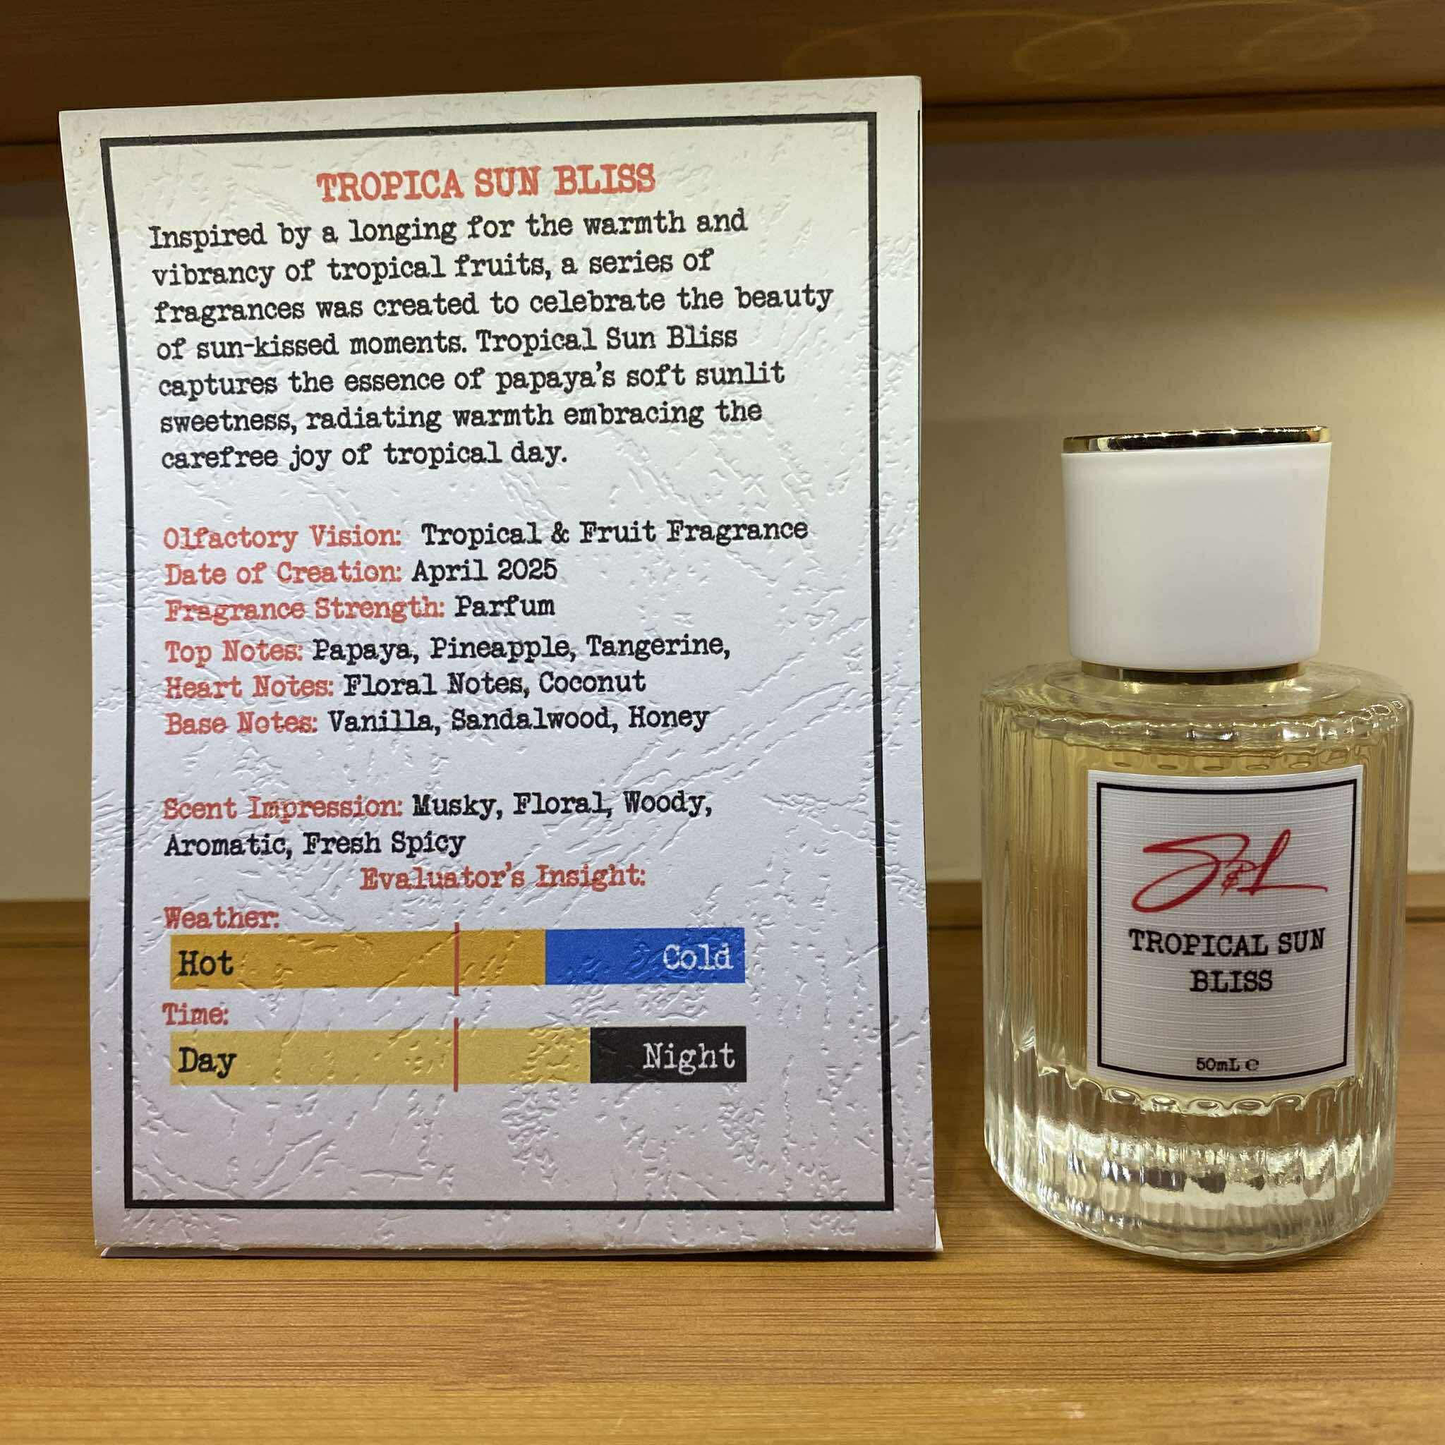 TROPICA SUN BLISS
Inspired by a longing for the warmth and
vibrancy of tropical fruits, a series of
fragrances was created to celebrate the beauty
of sun-kissed moments. Tropical Sun Bliss
captures the essence of papaya's soft sunlit
sweetness, radiating warmth embracing the
carefree joy of tropical day.
Olfactory Vision: Tropical & Fruit Fragrance
Date of Creation: April 2025
Fragrance Strength: Parfum
Top Notes: Papaya, Pineapple, Tangerine,
Heart Notes: Floral Notes, Coconut
Base Notes: Vanilla, Sandalwood, Honey
Scent Impression: Musky, Floral, Woody,
Aromatic, Fresh Spicy
Evaluator's Insight:
Weather:
Hot Cold
Time:
Day Night
S&L
TROPICAL SUN
BLISS
50mL e